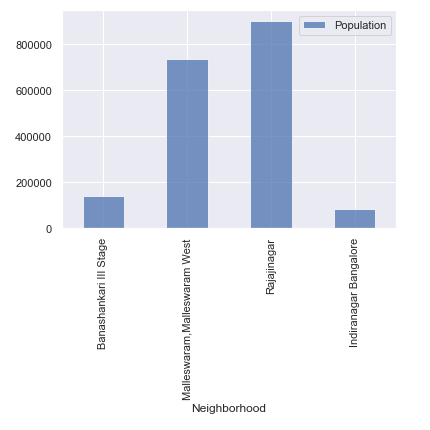 Population
800000
600000
400000
200000
0
Banashankari III Stage
Malleswaram,Malleswaram West
Rajajinagar
Indiranagar Bangalore
Neighborhood